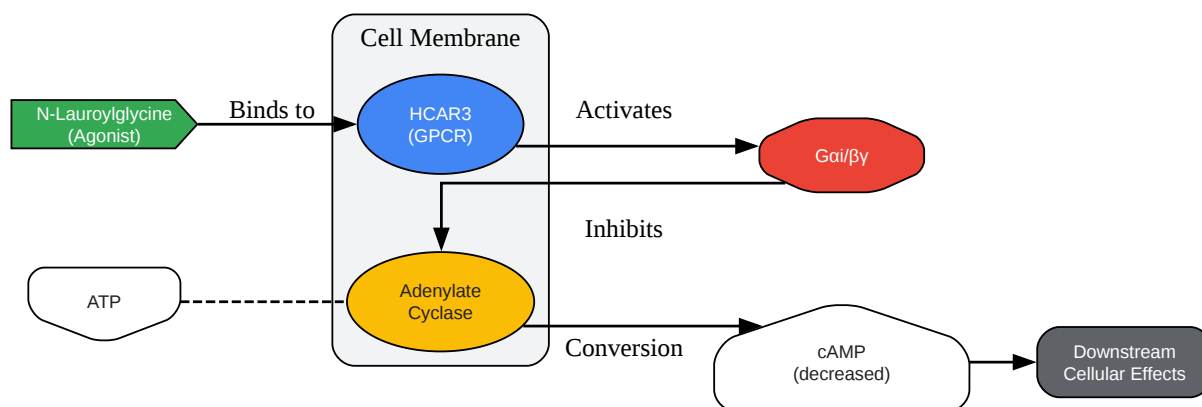 Cell Membrane
N-Lauroylglycine
(Agonist)
Binds to
HCAR3
(GPCR)
Activates
Gαi/βγ
Inhibits
ATP
Adenylate
Cyclase
Conversion
cAMP
(decreased)
Downstream
Cellular Effects